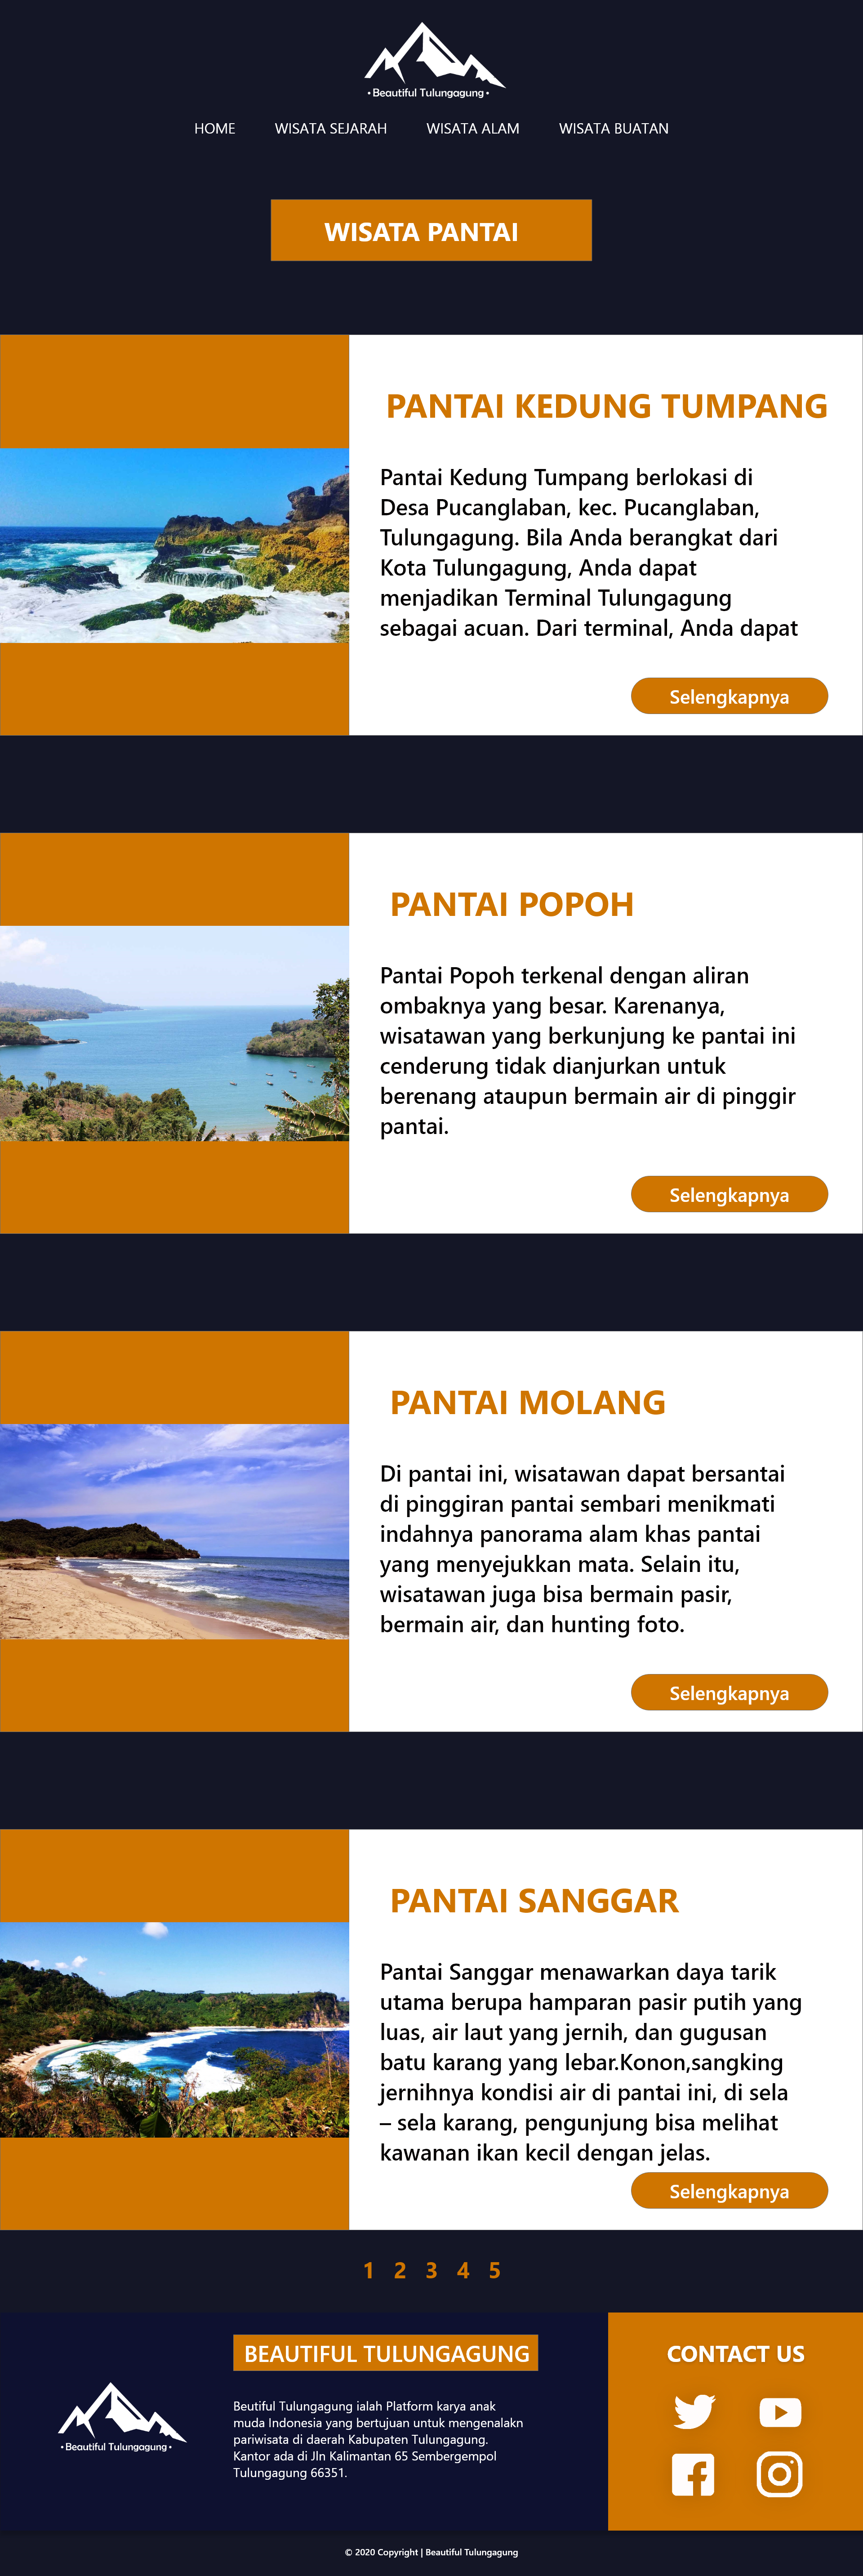 • Beautiful Tulungagung •
HOME WISATA SEJARAH WISATA ALAM WISATA BUATAN
WISATA PANTAI
PANTAI KEDUNG TUMPANG
Pantai Kedung Tumpang berlokasi di
Desa Pucanglaban, kec. Pucanglaban,
Tulungagung. Bila Anda berangkat dari
Kota Tulungagung, Anda dapat
menjadikan Terminal Tulungagung
sebagai acuan. Dari terminal, Anda dapat
Selengkapnya
PANTAI POPOH
Pantai Popoh terkenal dengan aliran
ombaknya yang besar. Karenanya,
wisatawan yang berkunjung ke pantai ini
cenderung tidak dianjurkan untuk
berenang ataupun bermain air di pinggir
pantai.
Selengkapnya
PANTAI MOLANG
Di pantai ini, wisatawan dapat bersantai
di pinggiran pantai sembari menikmati
indahnya panorama alam khas pantai
yang menyejukkan mata. Selain itu,
wisatawan juga bisa bermain pasir,
bermain air, dan hunting foto.
Selengkapnya
PANTAI SANGGAR
Pantai Sanggar menawarkan daya tarik
utama berupa hamparan pasir putih yang
luas, air laut yang jernih, dan gugusan
batu karang yang lebar.Konon,sangking
jernihnya kondisi air di pantai ini, di sela
– sela karang, pengunjung bisa melihat
kawanan ikan kecil dengan jelas.
Selengkapnya
1 2 3 4 5
• Beautiful Tulungagung •
BEAUTIFUL TULUNGAGUNG
Beutiful Tulungagung ialah Platform karya anak
muda Indonesia yang bertujuan untuk mengenalakn
pariwisata di daerah Kabupaten Tulungagung.
Kantor ada di Jln Kalimantan 65 Sembergempol
Tulungagung 66351.
CONTACT US
© 2020 Copyright | Beautiful Tulungagung